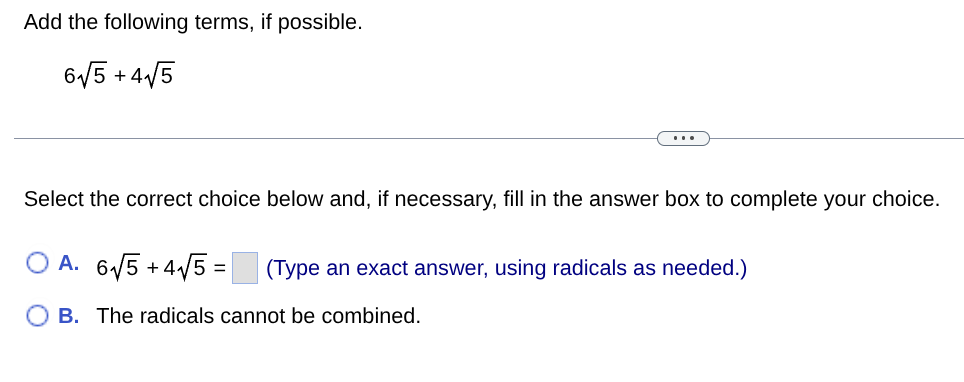 Add the following terms, if possible.
6√5 + 4√5
Select the correct choice below and, if necessary, fill in the answer box to complete your choice.
A. 6√5 + 4√5 = (Type an exact answer, using radicals as needed.)
B. The radicals cannot be combined.